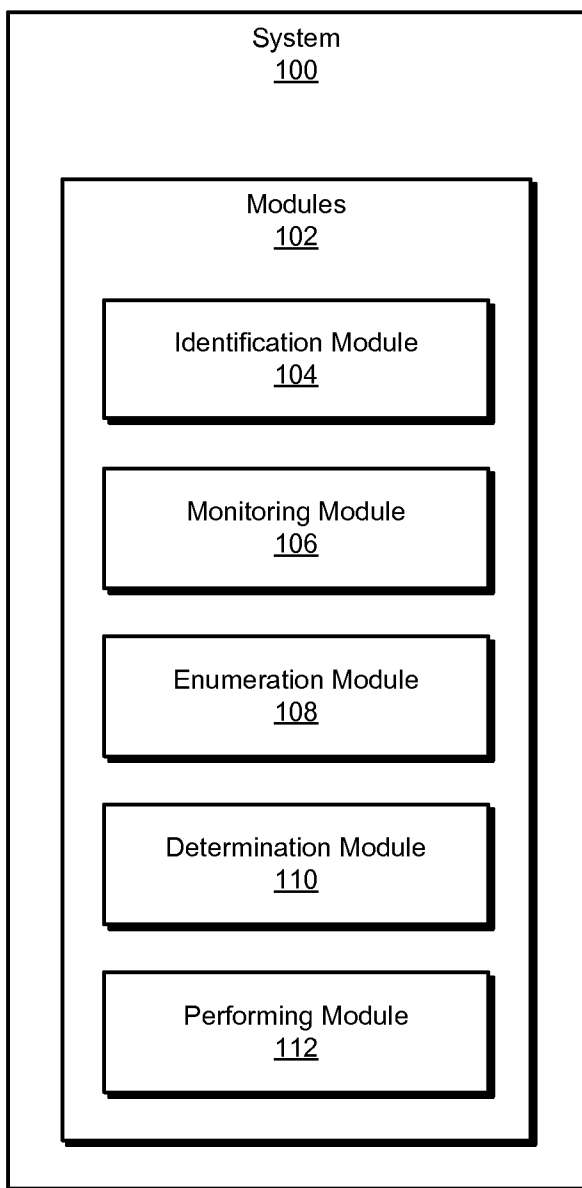 System
100
Modules
102
Identification Module
104
Monitoring Module
106
Enumeration Module
108
Determination Module
110
Performing Module
112